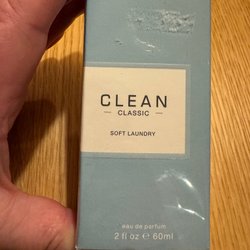 CLEAN
CLASSIC
SOFT LAUNDRY
eau de parfum
2 fl oz ℮ 60ml